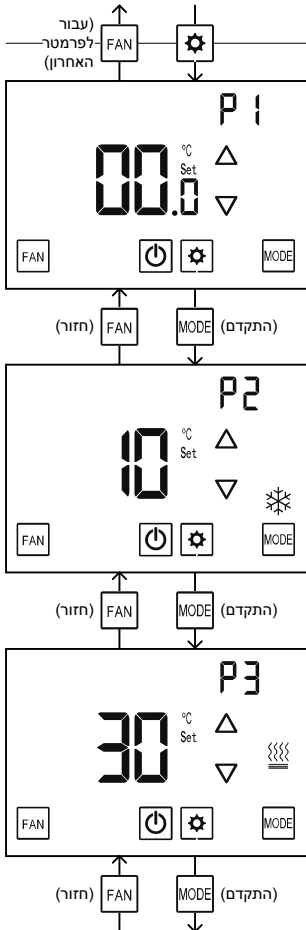 (עבור
לפרמטר
האחרון)
FAN
P1
00.0 °C
Set
FAN
MODE
(חזור) FAN
MODE (התקדם)
P2
10 °C
Set
FAN
MODE
(חזור) FAN
MODE (התקדם)
P3
30 °C
Set
FAN
MODE
(חזור) FAN
MODE (התקדם)